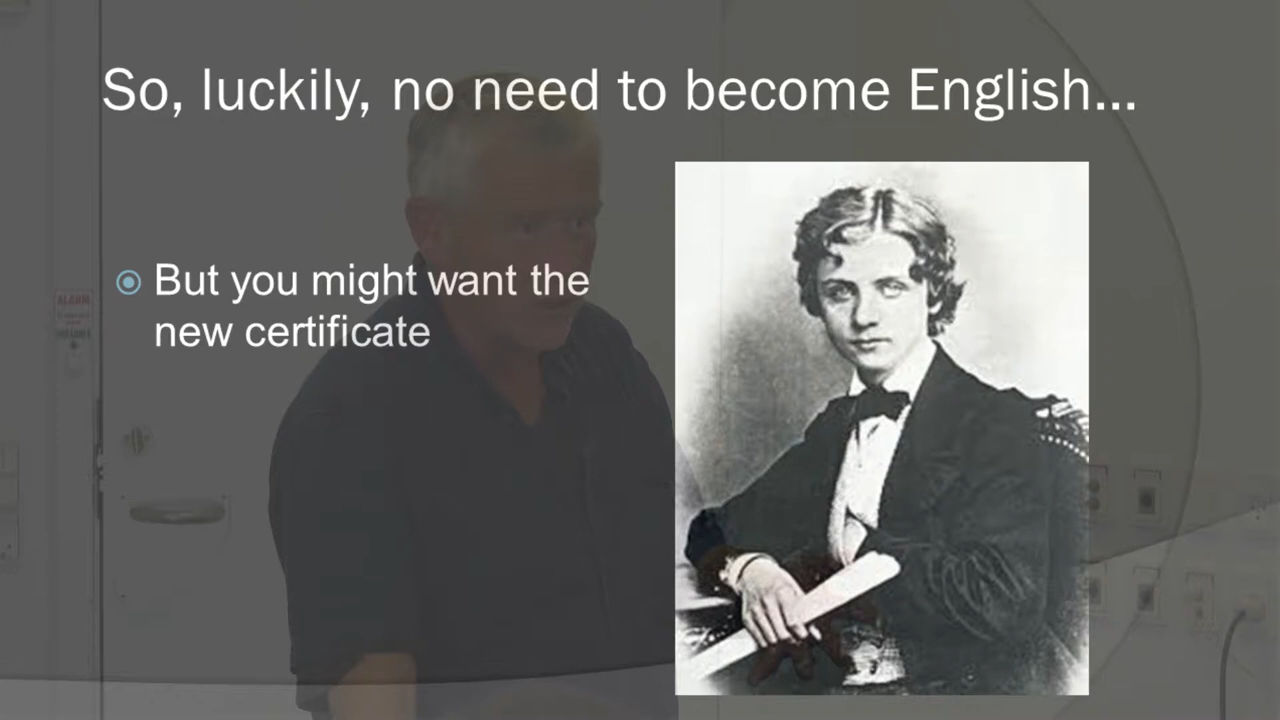 So, luckily, no need to become English...
But you might want the
new certificate
ALARM